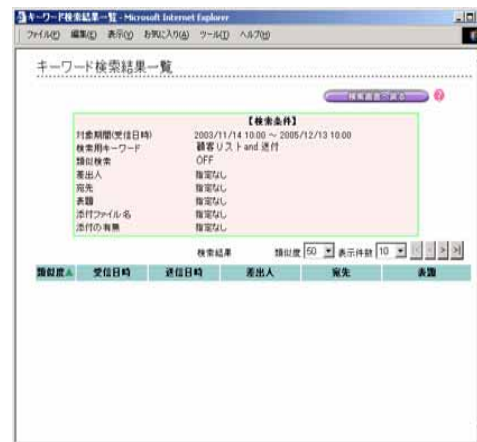 キーワード検索結果一覧 - Microsoft Internet Explorer
ファイル(F) 編集(E) 表示(V) お気に入り(A) ツール(T) ヘルプ(H)
キーワード検索結果一覧
検索画面へ戻る ?
【検索条件】
対象期間(受信日時) 2003/11/14 10:00 ～ 2005/12/13 10:00
検索用キーワード 顧客リスト and 送付
類似検索 OFF
差出人 指定なし
宛先 指定なし
表題 指定なし
添付ファイル名 指定なし
添付の有無 指定なし
検索結果 類似度 50 表示件数 10 |< < > >|
類似度▲ 受信日時 送信日時 差出人 宛先 表題